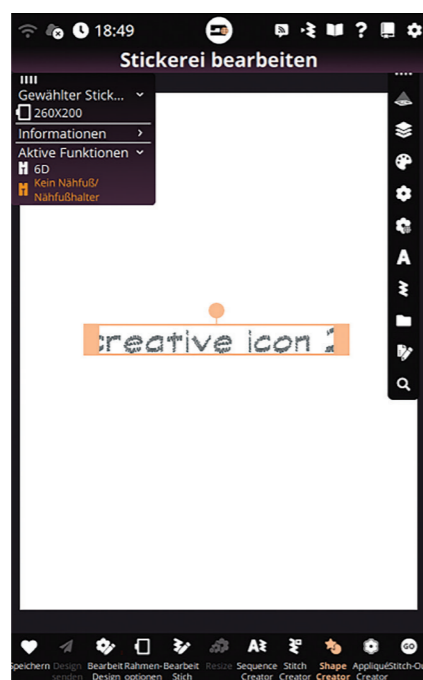 18:49
?
Stickerei bearbeiten
Gewählter Stick...
260X200
Informationen
Aktive Funktionen
6D
Kein Nähfuß/
Nähfußhalter
A
creative icon 2
GO
Speichern Design senden Bearbeit Design Rahmen-optionen Bearbeit Stich Resize Sequence Creator Stitch Creator Shape Creator Appliqué Creator Stitch-Ou